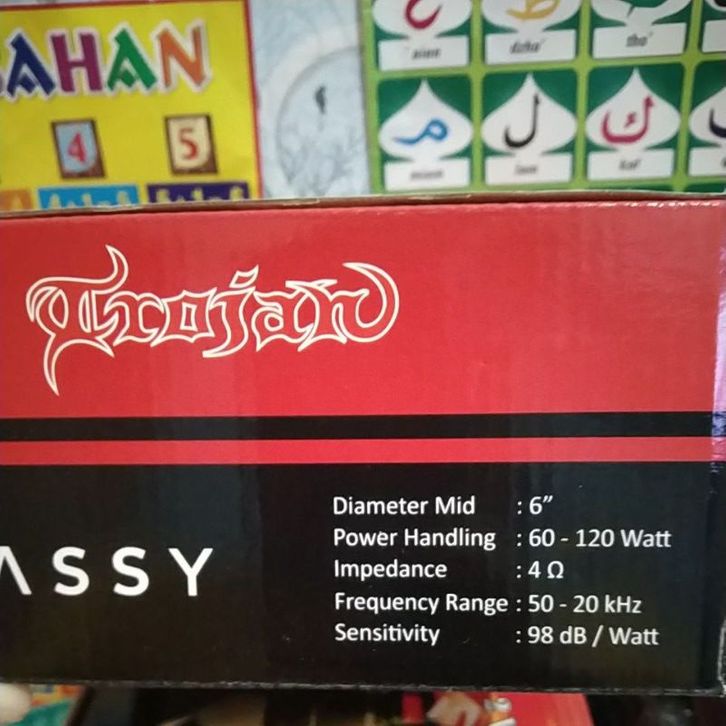 AHAN
4
5
م
ل
ك
Trojan
ASSY
Diameter Mid : 6”
Power Handling : 60 - 120 Watt
Impedance : 4 Ω
Frequency Range : 50 - 20 kHz
Sensitivity : 98 dB / Watt